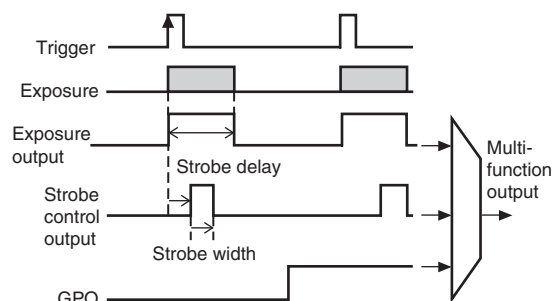 Trigger
Exposure
Exposure
output
Strobe delay
Multi-
function
output
Strobe
control
output
Strobe width
GPO